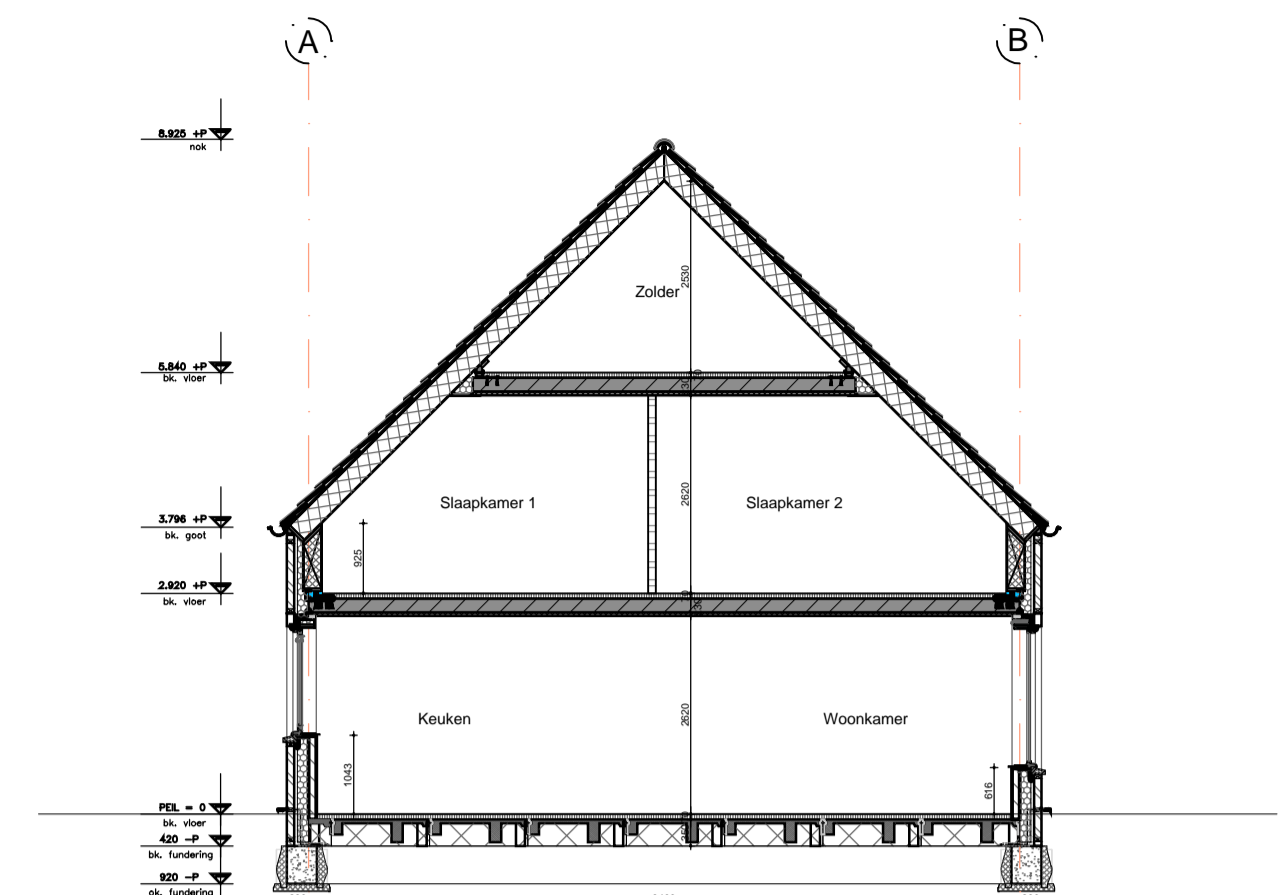 A
B
8.925 +P
nok
2530
Zolder
5.840 +P
bk. vloer
Slaapkamer 1
2620
Slaapkamer 2
3.796 +P
bk. goot
925
2.920 +P
bk. vloer
Keuken
2620
Woonkamer
1043
616
PEIL = 0
bk. vloer
420 -P
bk. fundering
920 -P
ok. fundering